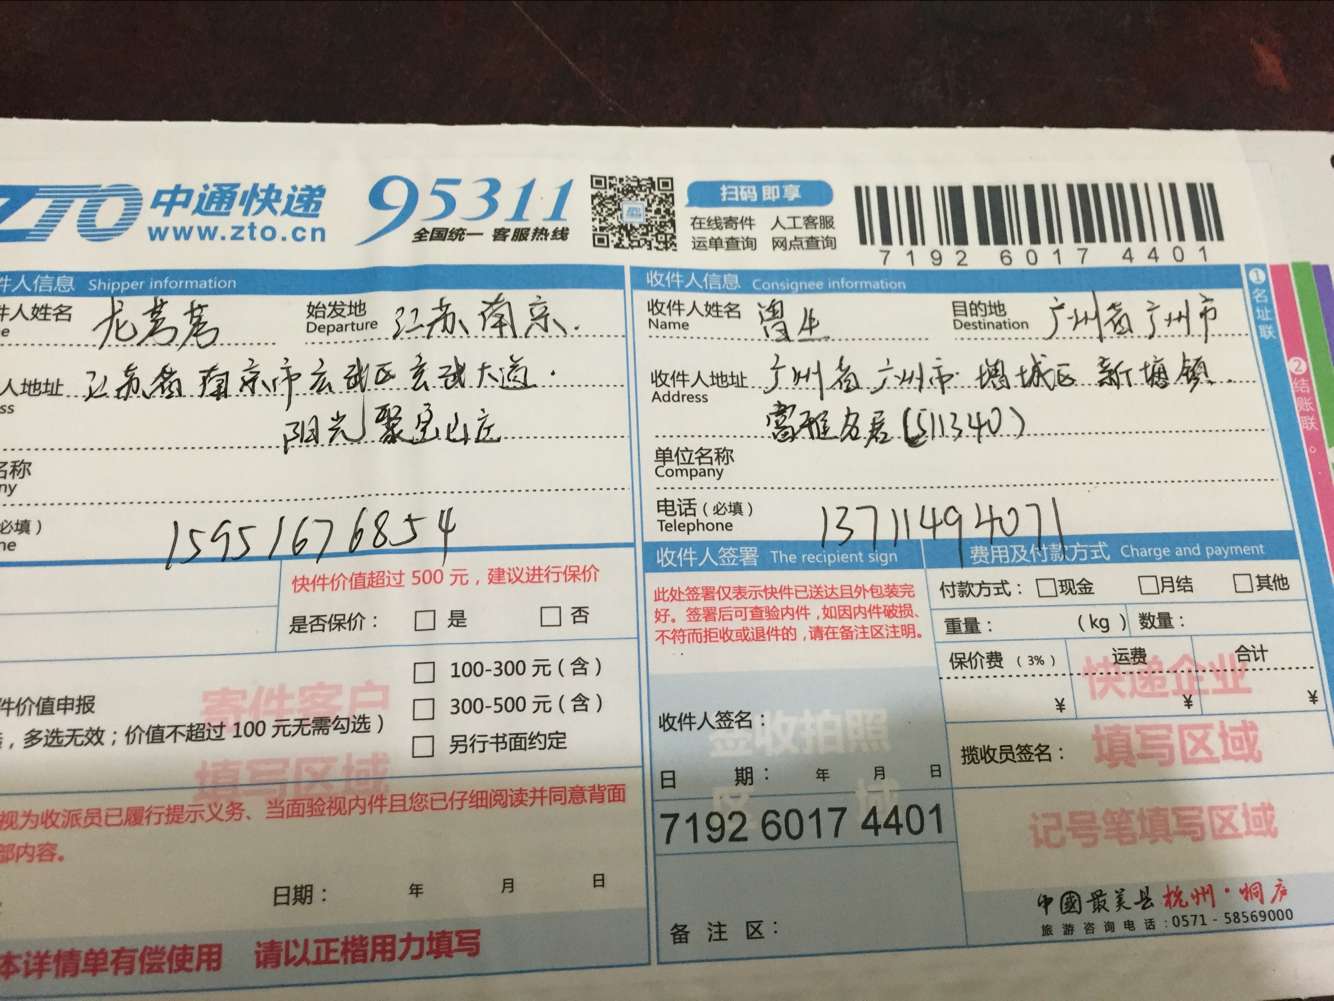 ZTO 中通快递 95311 扫码即享
www.zto.cn 全国统一 客服热线
在线寄件 人工客服
运单查询 网点查询
7192 6017 4401
件人信息 Shipper information
件人姓名 龙茑茑 始发地 江苏南京.
e Departure
人地址 江苏省南京市玄武区玄武大道.
ss 阳光聚宝山庄
名称
ny
必填） 15951676854
ne
快件价值超过 500 元，建议进行保价
是否保价： □ 是 □ 否
□ 100-300 元（含）
件价值申报 □ 300-500 元（含）
，多选无效；价值不超过 100 元无需勾选） □ 另行书面约定
寄件客户
填写区域
视为收派员已履行提示义务、当面验视内件且您已仔细阅读并同意背面
部内容。
日期： 年 月 日
本详情单有偿使用 请以正楷用力填写
收件人信息 Consignee information
收件人姓名 目的地 广州省广州市
Name Destination
收件人地址 广州省广州市 增城区 新塘镇.
Address 富雅名居(511340)
单位名称
Company
电话（必填） 13711494071
Telephone
收件人签署 The recipient sign
此处签署仅表示快件已送达且外包装完
好。签署后可查验内件，如因内件破损、
不符而拒收或退件的，请在备注区注明。
签收拍照
区域
收件人签名：
日 期： 年 月 日
7192 6017 4401
备 注 区：
费用及付款方式 Charge and payment
付款方式： □现金 □月结 □其他
重量： （kg） 数量：
保价费（3%） 运费 合计
¥ ¥ ¥
快递企业
填写区域
揽收员签名：
记号笔填写区域
中國最美县 杭州·桐庐
旅游咨询电话：0571 - 58569000
① 名址联
② 结账联